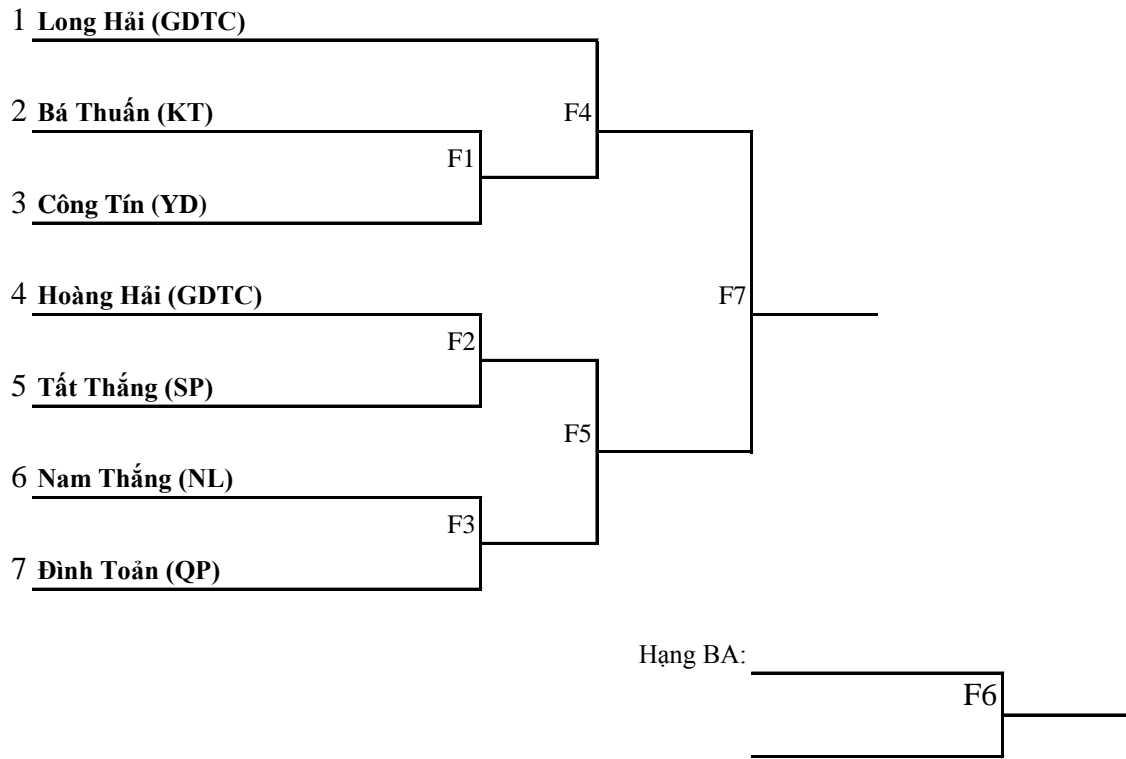 1 Long Hải (GDTC)
2 Bá Thuấn (KT)
F4
F1
3 Công Tín (YD)
4 Hoàng Hải (GDTC)
F7
F2
5 Tất Thắng (SP)
F5
6 Nam Thắng (NL)
F3
7 Đình Toản (QP)
Hạng BA:
F6